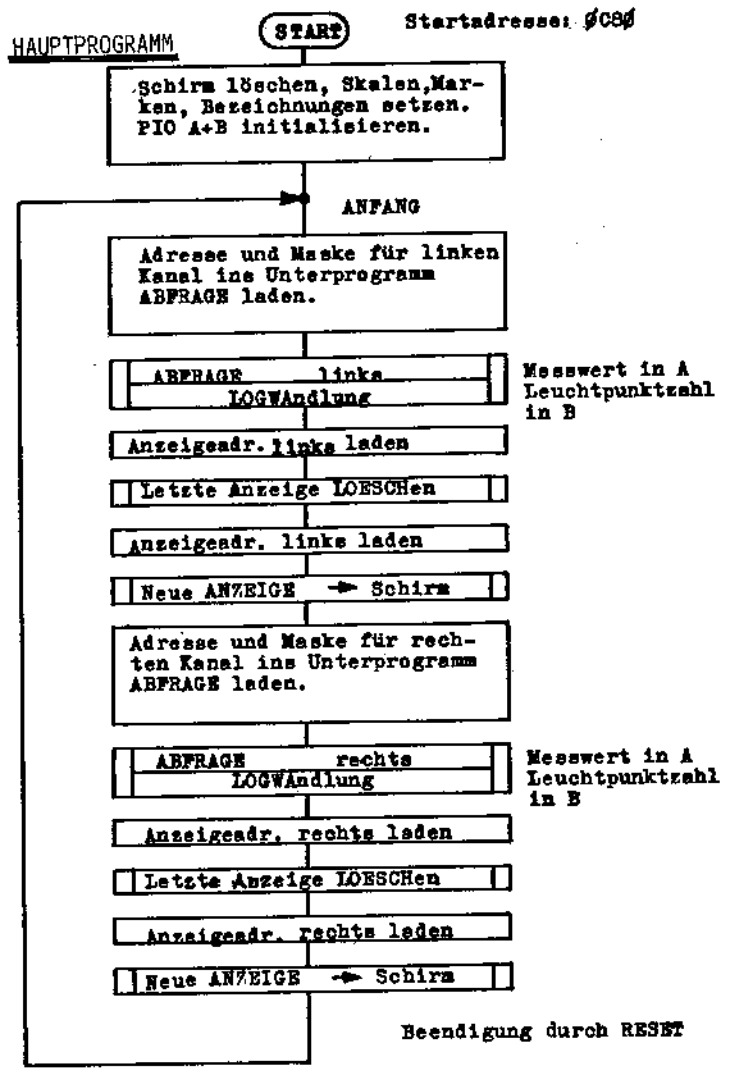 HAUPTPROGRAMM
START
Startadresse: ØC8Ø
Schirm löschen, Skalen,Mar-
ken, Bezeichnungen setzen.
PIO A+B initialisieren.
ANFANG
Adresse und Maske für linken
Kanal ins Unterprogramm
ABFRAGE laden.
ABFRAGE links
LOGWAndlung
Messwert in A
Leuchtpunktzahl
in B
Anzeigeadr. links laden
Letzte Anzeige LOESCHen
Anzeigeadr. links laden
Neue ANZEIGE → Schirm
Adresse und Maske für rech-
ten Kanal ins Unterprogramm
ABFRAGE laden.
ABFRAGE rechts
LOGWAndlung
Messwert in A
Leuchtpunktzahl
in B
Anzeigeadr. rechts laden
Letzte Anzeige LOESCHen
Anzeigeadr. rechts laden
Neue ANZEIGE → Schirm
Beendigung durch RESET